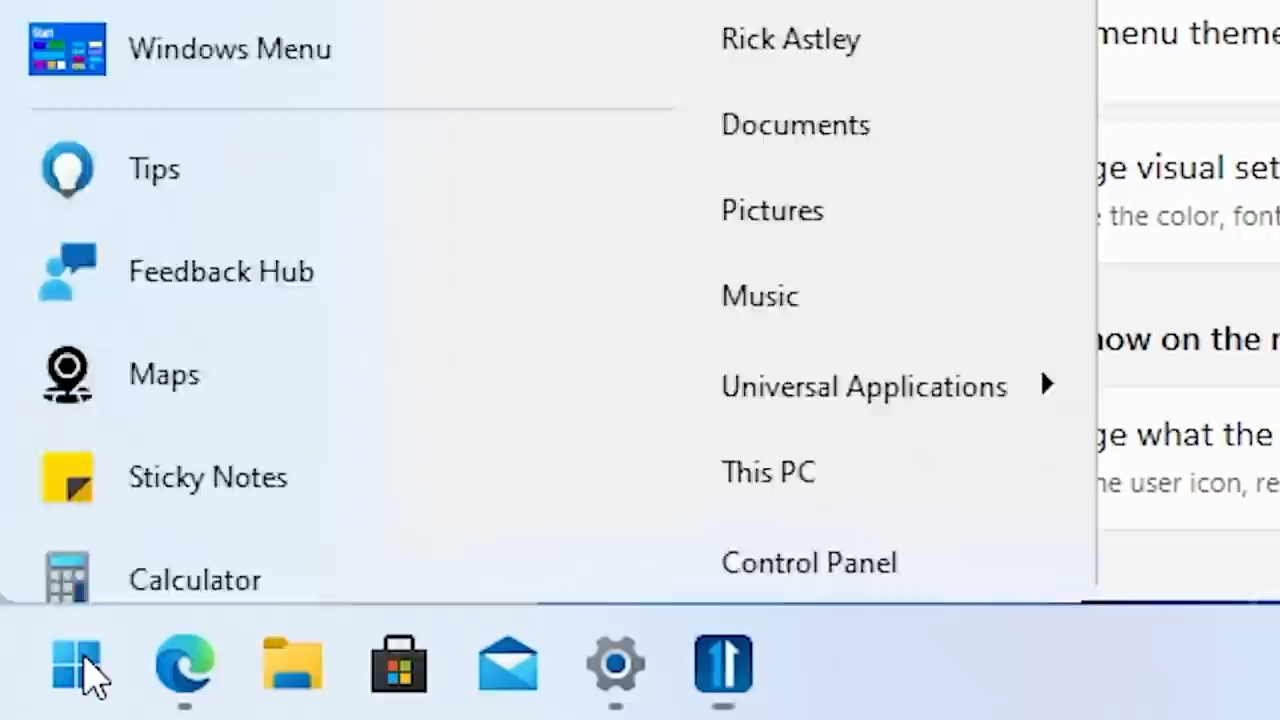 Start
Windows Menu
Tips
Feedback Hub
Maps
Sticky Notes
Calculator
Rick Astley
Documents
Pictures
Music
Universal Applications
This PC
Control Panel
menu theme
ge visual set
the color, font
now on the
ge what the
user icon, re